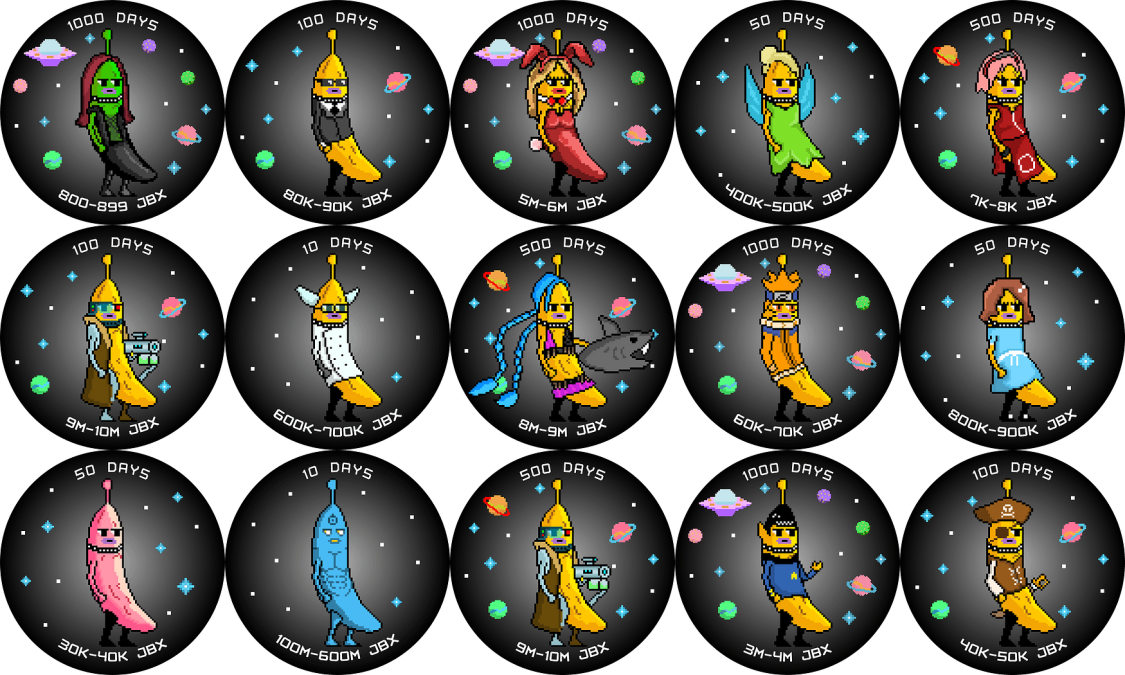 1000 DAYS
800-899 JBX
100 DAYS
80K-90K JBX
1000 DAYS
5M-6M JBX
50 DAYS
400K-500K JBX
500 DAYS
7K-8K JBX
100 DAYS
9M-10M JBX
10 DAYS
600K-700K JBX
500 DAYS
8M-9M JBX
1000 DAYS
60K-70K JBX
50 DAYS
800K-900K JBX
50 DAYS
30K-40K JBX
10 DAYS
100M-600M JBX
500 DAYS
9M-10M JBX
1000 DAYS
3M-4M JBX
100 DAYS
40K-50K JBX